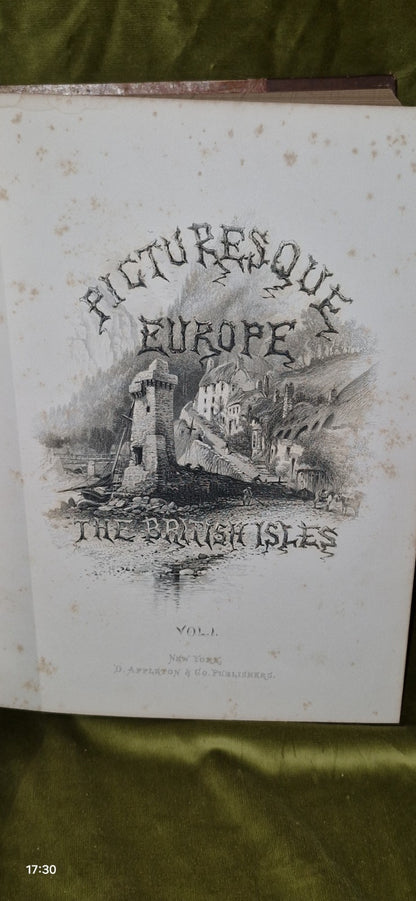 PICTURESQUE
EUROPE
THE BRITISH ISLES
VOL. I.
NEW YORK,
D. APPLETON & CO. PUBLISHERS.
17:30